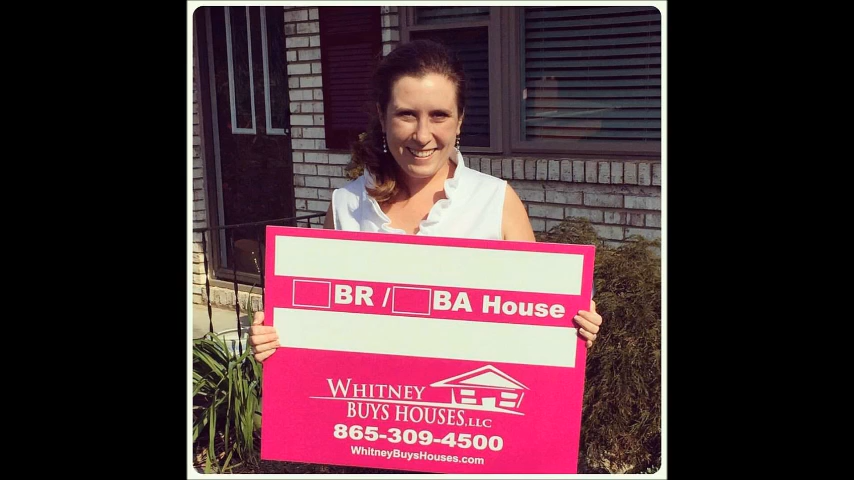 BR / BA House
WHITNEY
BUYS HOUSES, LLC
865-309-4500
WhitneyBuysHouses.com